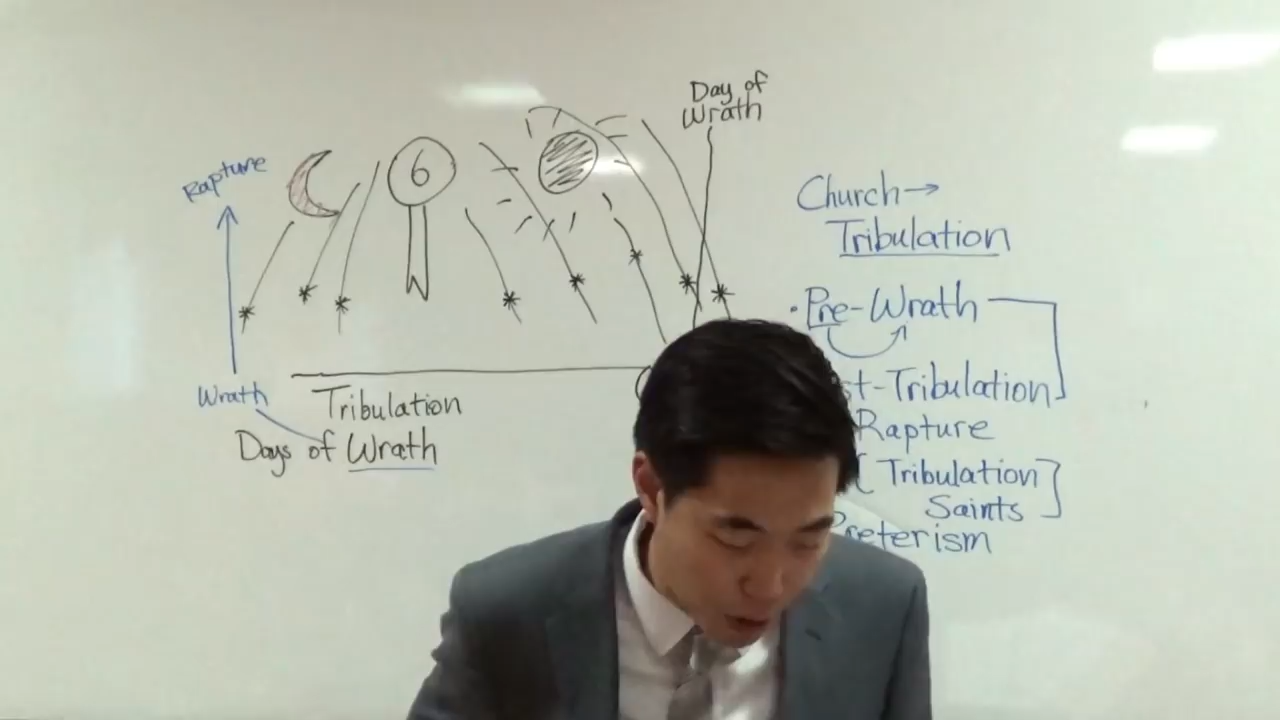 Day of
Wrath
Rapture
6
Church→
Tribulation
· Pre-Wrath
Wrath
Tribulation
st-Tribulation
Days of Wrath
Rapture
( Tribulation
Saints
Preterism